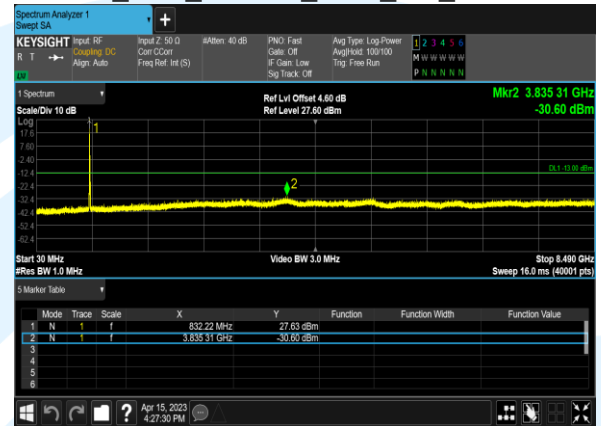 Spectrum Analyzer 1
Swept SA
+
KEYSIGHT
R T
LV
Input: RF
Coupling: DC
Align: Auto
Input Z: 50 Ω
Corr CCorr
Freq Ref: Int (S)
#Atten: 40 dB
PNO: Fast
Gate: Off
IF Gain: Low
Sig Track: Off
Avg Type: Log-Power
Avg|Hold: 100/100
Trig: Free Run
1 2 3 4 5 6
M W W W W W
P N N N N N
1 Spectrum
Scale/Div 10 dB
Ref Lvl Offset 4.60 dB
Ref Level 27.60 dBm
Mkr2 3.835 31 GHz
-30.60 dBm
Log
1
17.6
7.60
-2.40
-12.4
DL1 -13.00 dBm
-22.4
2
-32.4
-42.4
-52.4
-62.4
Start 30 MHz
Video BW 3.0 MHz
Stop 8.490 GHz
#Res BW 1.0 MHz
Sweep 16.0 ms (40001 pts)
5 Marker Table
Mode Trace Scale X Y Function Function Width Function Value
1 N 1 f 832.22 MHz 27.63 dBm
2 N 1 f 3.835 31 GHz -30.60 dBm
3
4
5
6
? Apr 15, 2023
4:27:30 PM